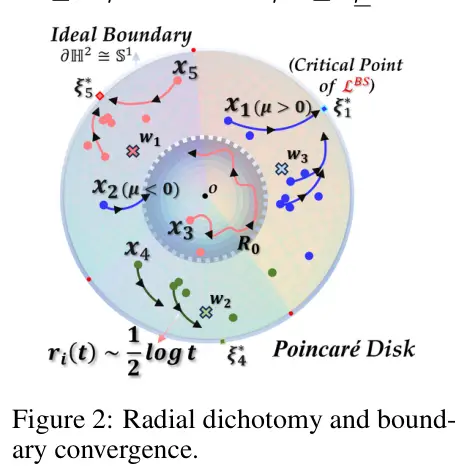 Ideal Boundary
∂ℍ² ≅ 𝕊¹
x₅
ξ₅*
(Critical Point
of ℒᴮˢ)
x₁(μ > 0)
ξ₁*
w₁
w₃
x₂(μ < 0)
o
x₃
R₀
x₄
w₂
rᵢ(t) ~ 1/2 log t
ξ₄*
Poincaré Disk
Figure 2: Radial dichotomy and bound-
ary convergence.